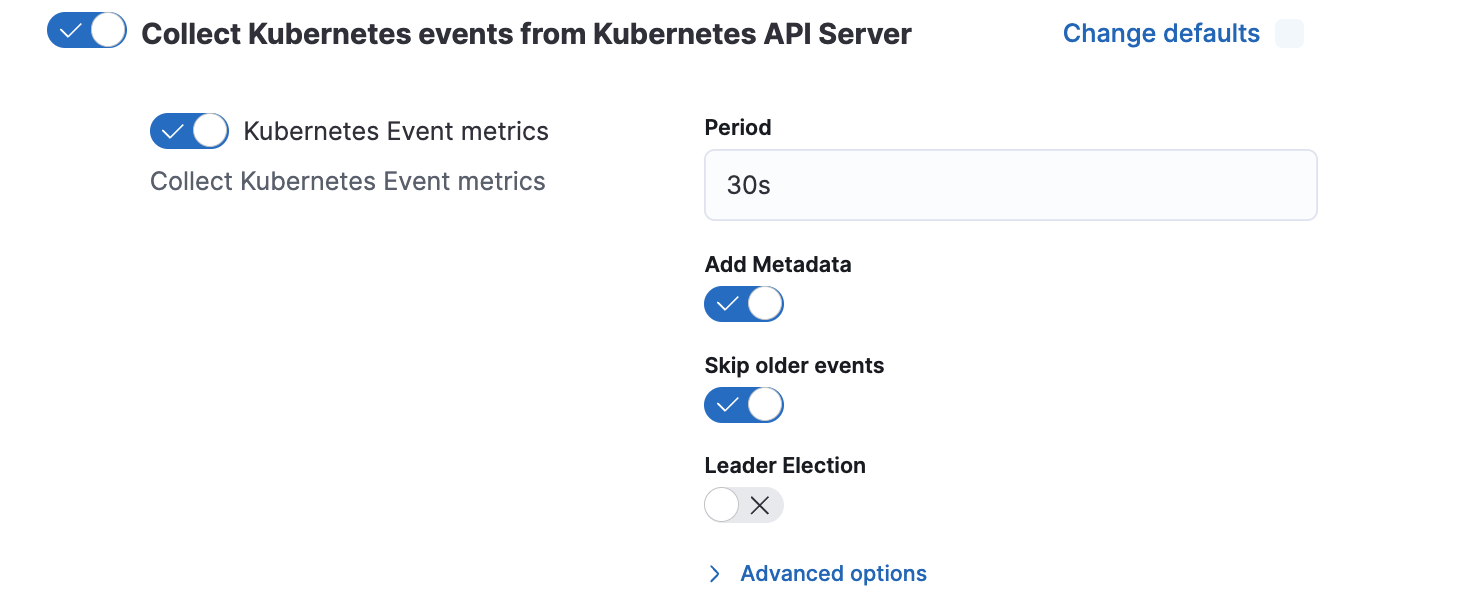 Collect Kubernetes events from Kubernetes API Server
Change defaults
Kubernetes Event metrics
Collect Kubernetes Event metrics
Period
30s
Add Metadata
Skip older events
Leader Election
Advanced options